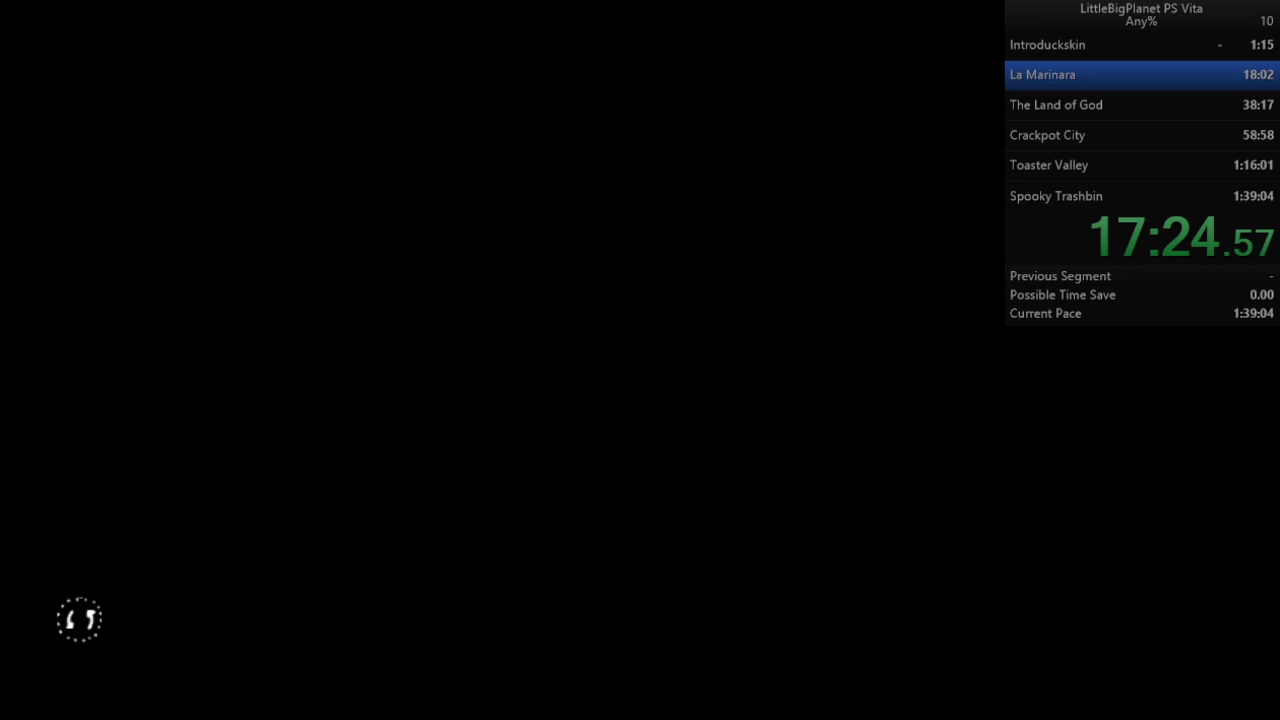 LittleBigPlanet PS Vita
Any% 10
Introduckskin - 1:15
La Marinara 18:02
The Land of God 38:17
Crackpot City 58:58
Toaster Valley 1:16:01
Spooky Trashbin 1:39:04
17:24.57
Previous Segment -
Possible Time Save 0.00
Current Pace 1:39:04